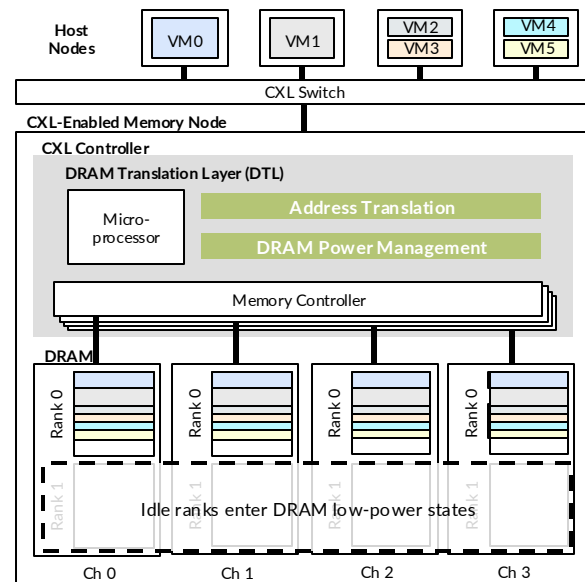 Host
Nodes
VM0
VM1
VM2
VM3
VM4
VM5
CXL Switch
CXL-Enabled Memory Node
CXL Controller
DRAM Translation Layer (DTL)
Micro-
processor
Address Translation
DRAM Power Management
Memory Controller
DRAM
Rank 0
Rank 0
Rank 0
Rank 0
Rank 1
Rank 1
Rank 1
Rank 1
Idle ranks enter DRAM low-power states
Ch 0
Ch 1
Ch 2
Ch 3